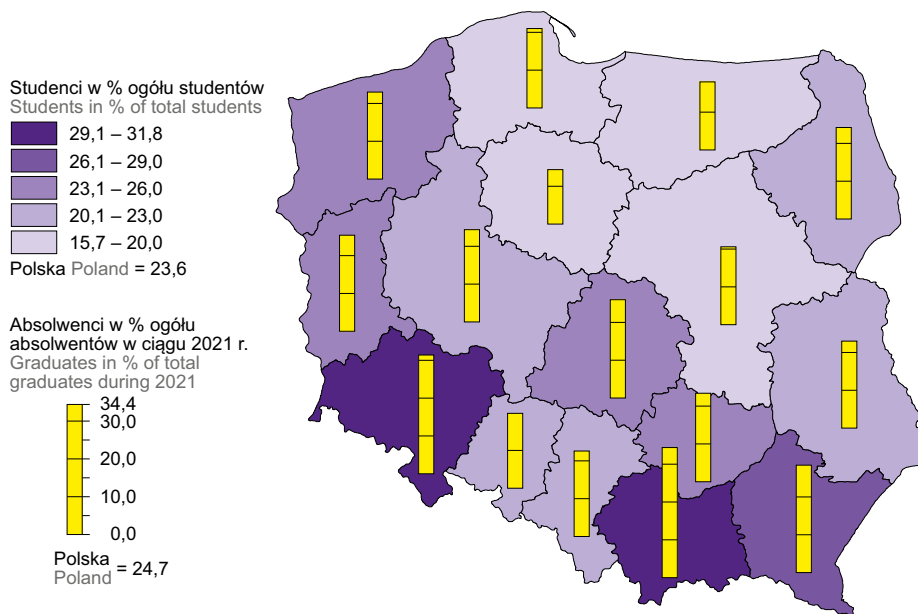 Studenci w % ogółu studentów
Students in % of total students
29,1 – 31,8
26,1 – 29,0
23,1 – 26,0
20,1 – 23,0
15,7 – 20,0
Polska Poland = 23,6
Absolwenci w % ogółu
absolwentów w ciągu 2021 r.
Graduates in % of total
graduates during 2021
34,4
30,0
20,0
10,0
0,0
Polska
Poland = 24,7